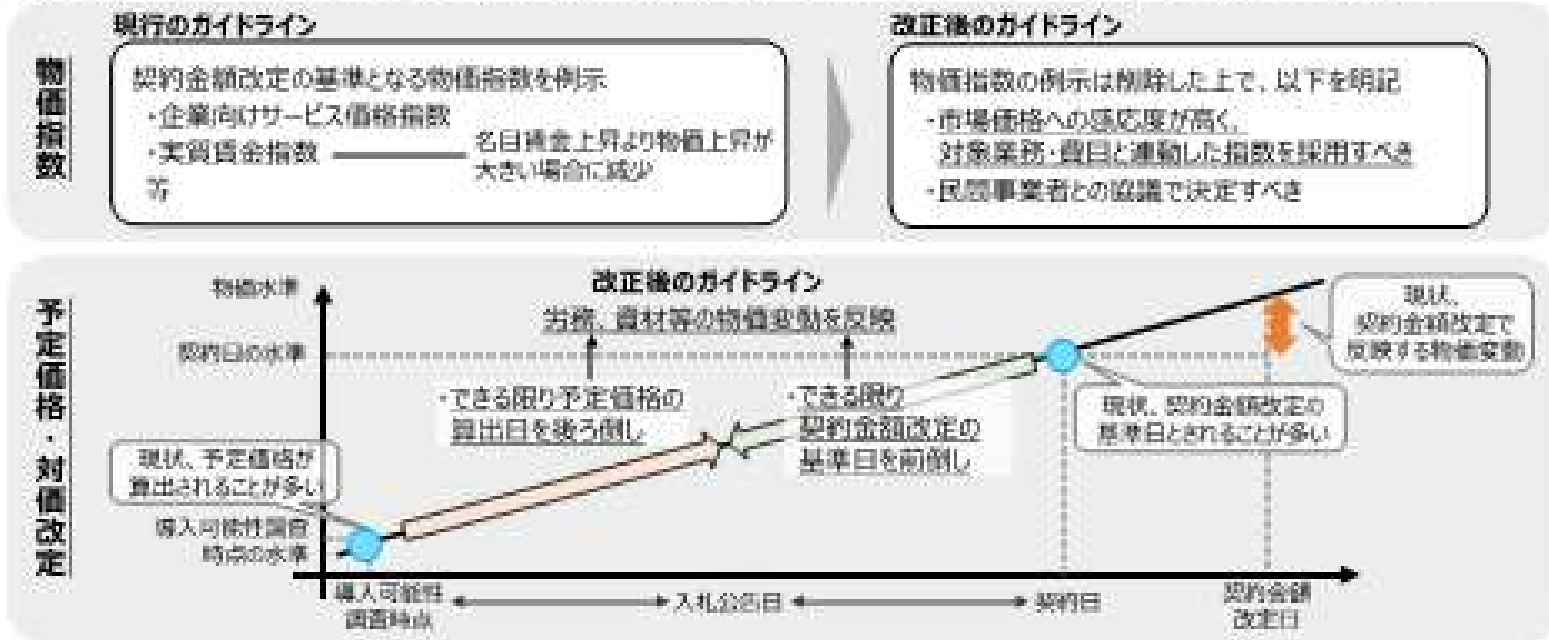 現行のガイドライン
物価指数
契約金額改定の基準となる物価指数を例示
・企業向けサービス価格指数
・実質賃金指数
等
名目賃金上昇より物価上昇が
大きい場合に減少
改正後のガイドライン
物価指数の例示は削除した上で、以下を明記
・市場価格への感応度が高く、
対象業務・費目と連動した指数を採用すべき
・民間事業者との協議で決定すべき
予定価格・対価改定
改正後のガイドライン
労務、資材等の物価変動を反映
物価水準
契約日の水準
・できる限り予定価格の
算出日を後ろ倒し
・できる限り
契約金額改定の
基準日を前倒し
現状、
契約金額改定で
反映する物価変動
現状、契約金額改定の
基準日とされることが多い
現状、予定価格が
算出されることが多い
導入可能性調査
時点の水準
導入可能性
調査時点
入札公告日
契約日
契約金額
改定日